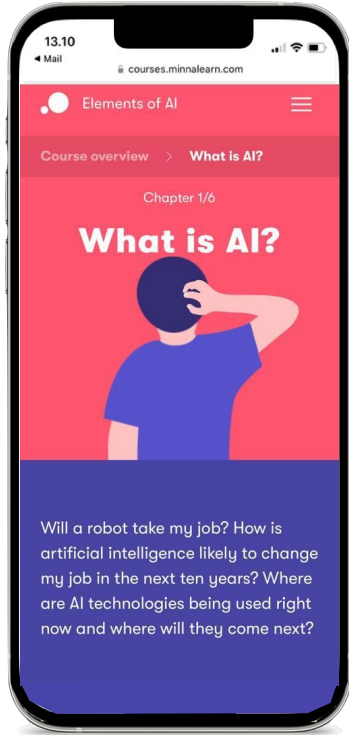 13.10
◀ Mail
courses.minnalearn.com
Elements of AI
Course overview > What is AI?
Chapter 1/6
What is AI?
Will a robot take my job? How is
artificial intelligence likely to change
my job in the next ten years? Where
are AI technologies being used right
now and where will they come next?